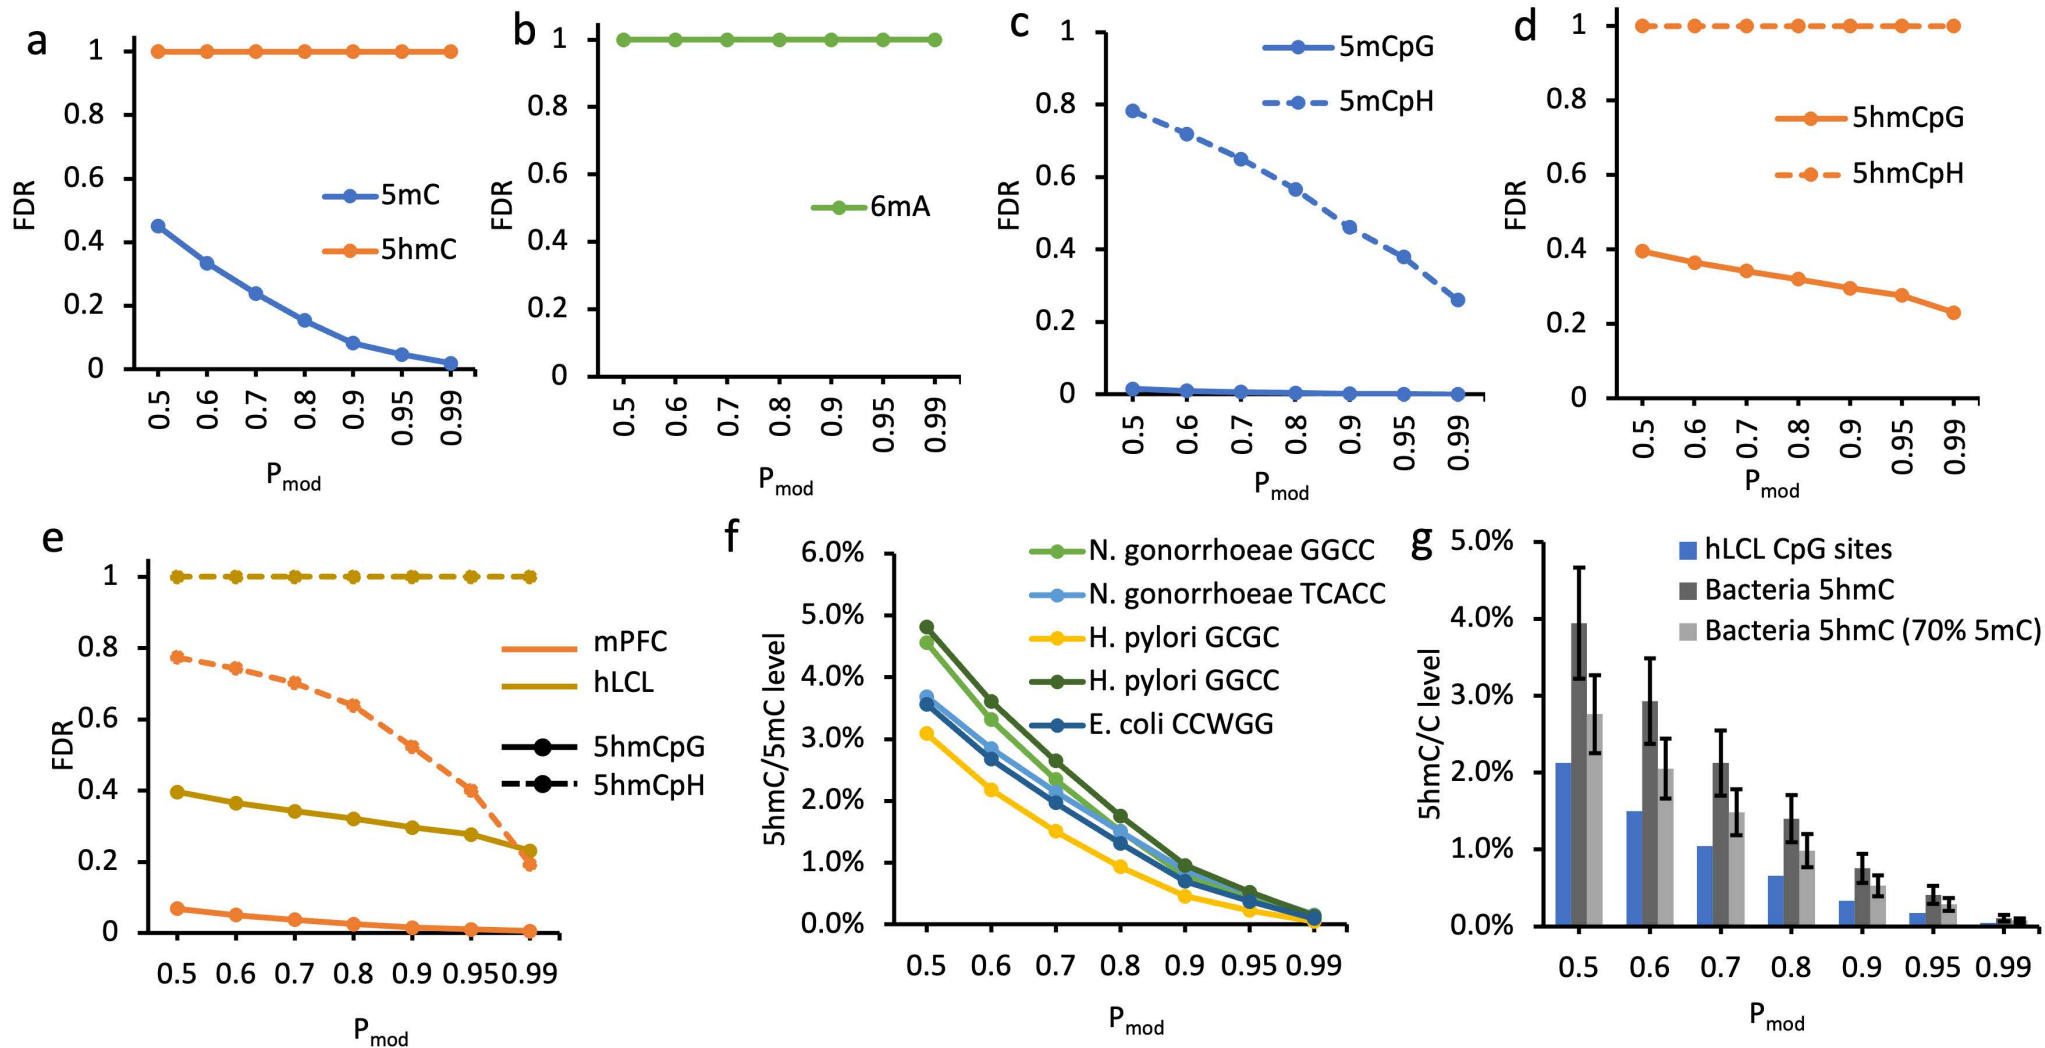 a
1
0.8
0.6
0.4
0.2
0
FDR
5mC
5hmC
0.5
0.6
0.7
0.8
0.9
0.95
0.99
Pmod
b
1
0.8
0.6
0.4
0.2
0
FDR
6mA
0.5
0.6
0.7
0.8
0.9
0.95
0.99
Pmod
c
1
0.8
0.6
0.4
0.2
0
FDR
5mCpG
5mCpH
0.5
0.6
0.7
0.8
0.9
0.95
0.99
Pmod
d
1
0.8
0.6
0.4
0.2
0
FDR
5hmCpG
5hmCpH
0.5
0.6
0.7
0.8
0.9
0.95
0.99
Pmod
e
1
0.8
0.6
0.4
0.2
0
FDR
mPFC
hLCL
5hmCpG
5hmCpH
0.5 0.6 0.7 0.8 0.9 0.95 0.99
Pmod
f
6.0%
5.0%
4.0%
3.0%
2.0%
1.0%
0.0%
5hmC/5mC level
N. gonorrhoeae GGCC
N. gonorrhoeae TCACC
H. pylori GCGC
H. pylori GGCC
E. coli CCWGG
0.5 0.6 0.7 0.8 0.9 0.95 0.99
Pmod
g
5.0%
4.0%
3.0%
2.0%
1.0%
0.0%
5hmC/C level
hLCL CpG sites
Bacteria 5hmC
Bacteria 5hmC (70% 5mC)
0.5 0.6 0.7 0.8 0.9 0.95 0.99
Pmod